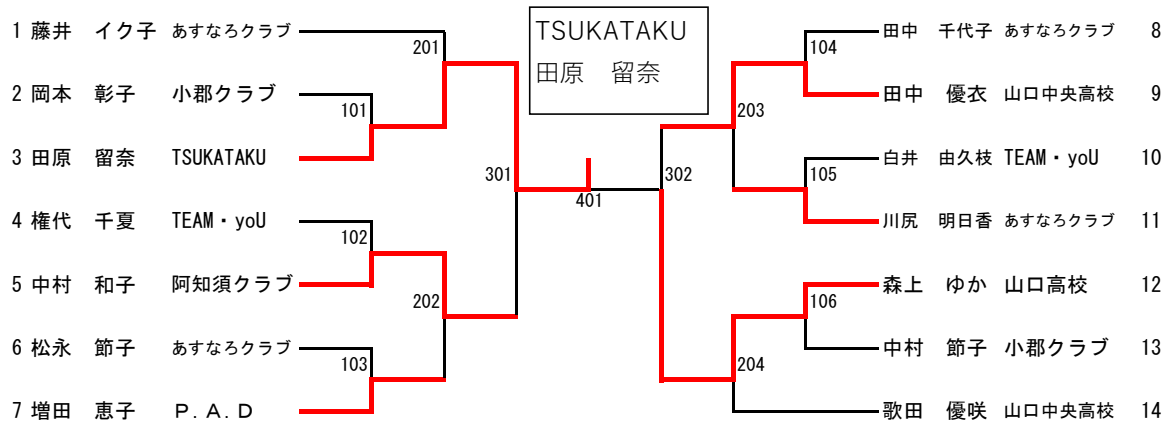 TSUKATAKU
田原 留奈
1 藤井 イク子 あすなろクラブ
201
2 岡本 彰子 小郡クラブ
101
3 田原 留奈 TSUKATAKU
301
4 権代 千夏 TEAM・yoU
102
5 中村 和子 阿知須クラブ
202
6 松永 節子 あすなろクラブ
103
7 増田 恵子 P.A.D
401
田中 千代子 あすなろクラブ 8
104
田中 優衣 山口中央高校 9
203
白井 由久枝 TEAM・yoU 10
302
105
川尻 明日香 あすなろクラブ 11
森上 ゆか 山口高校 12
106
中村 節子 小郡クラブ 13
204
歌田 優咲 山口中央高校 14